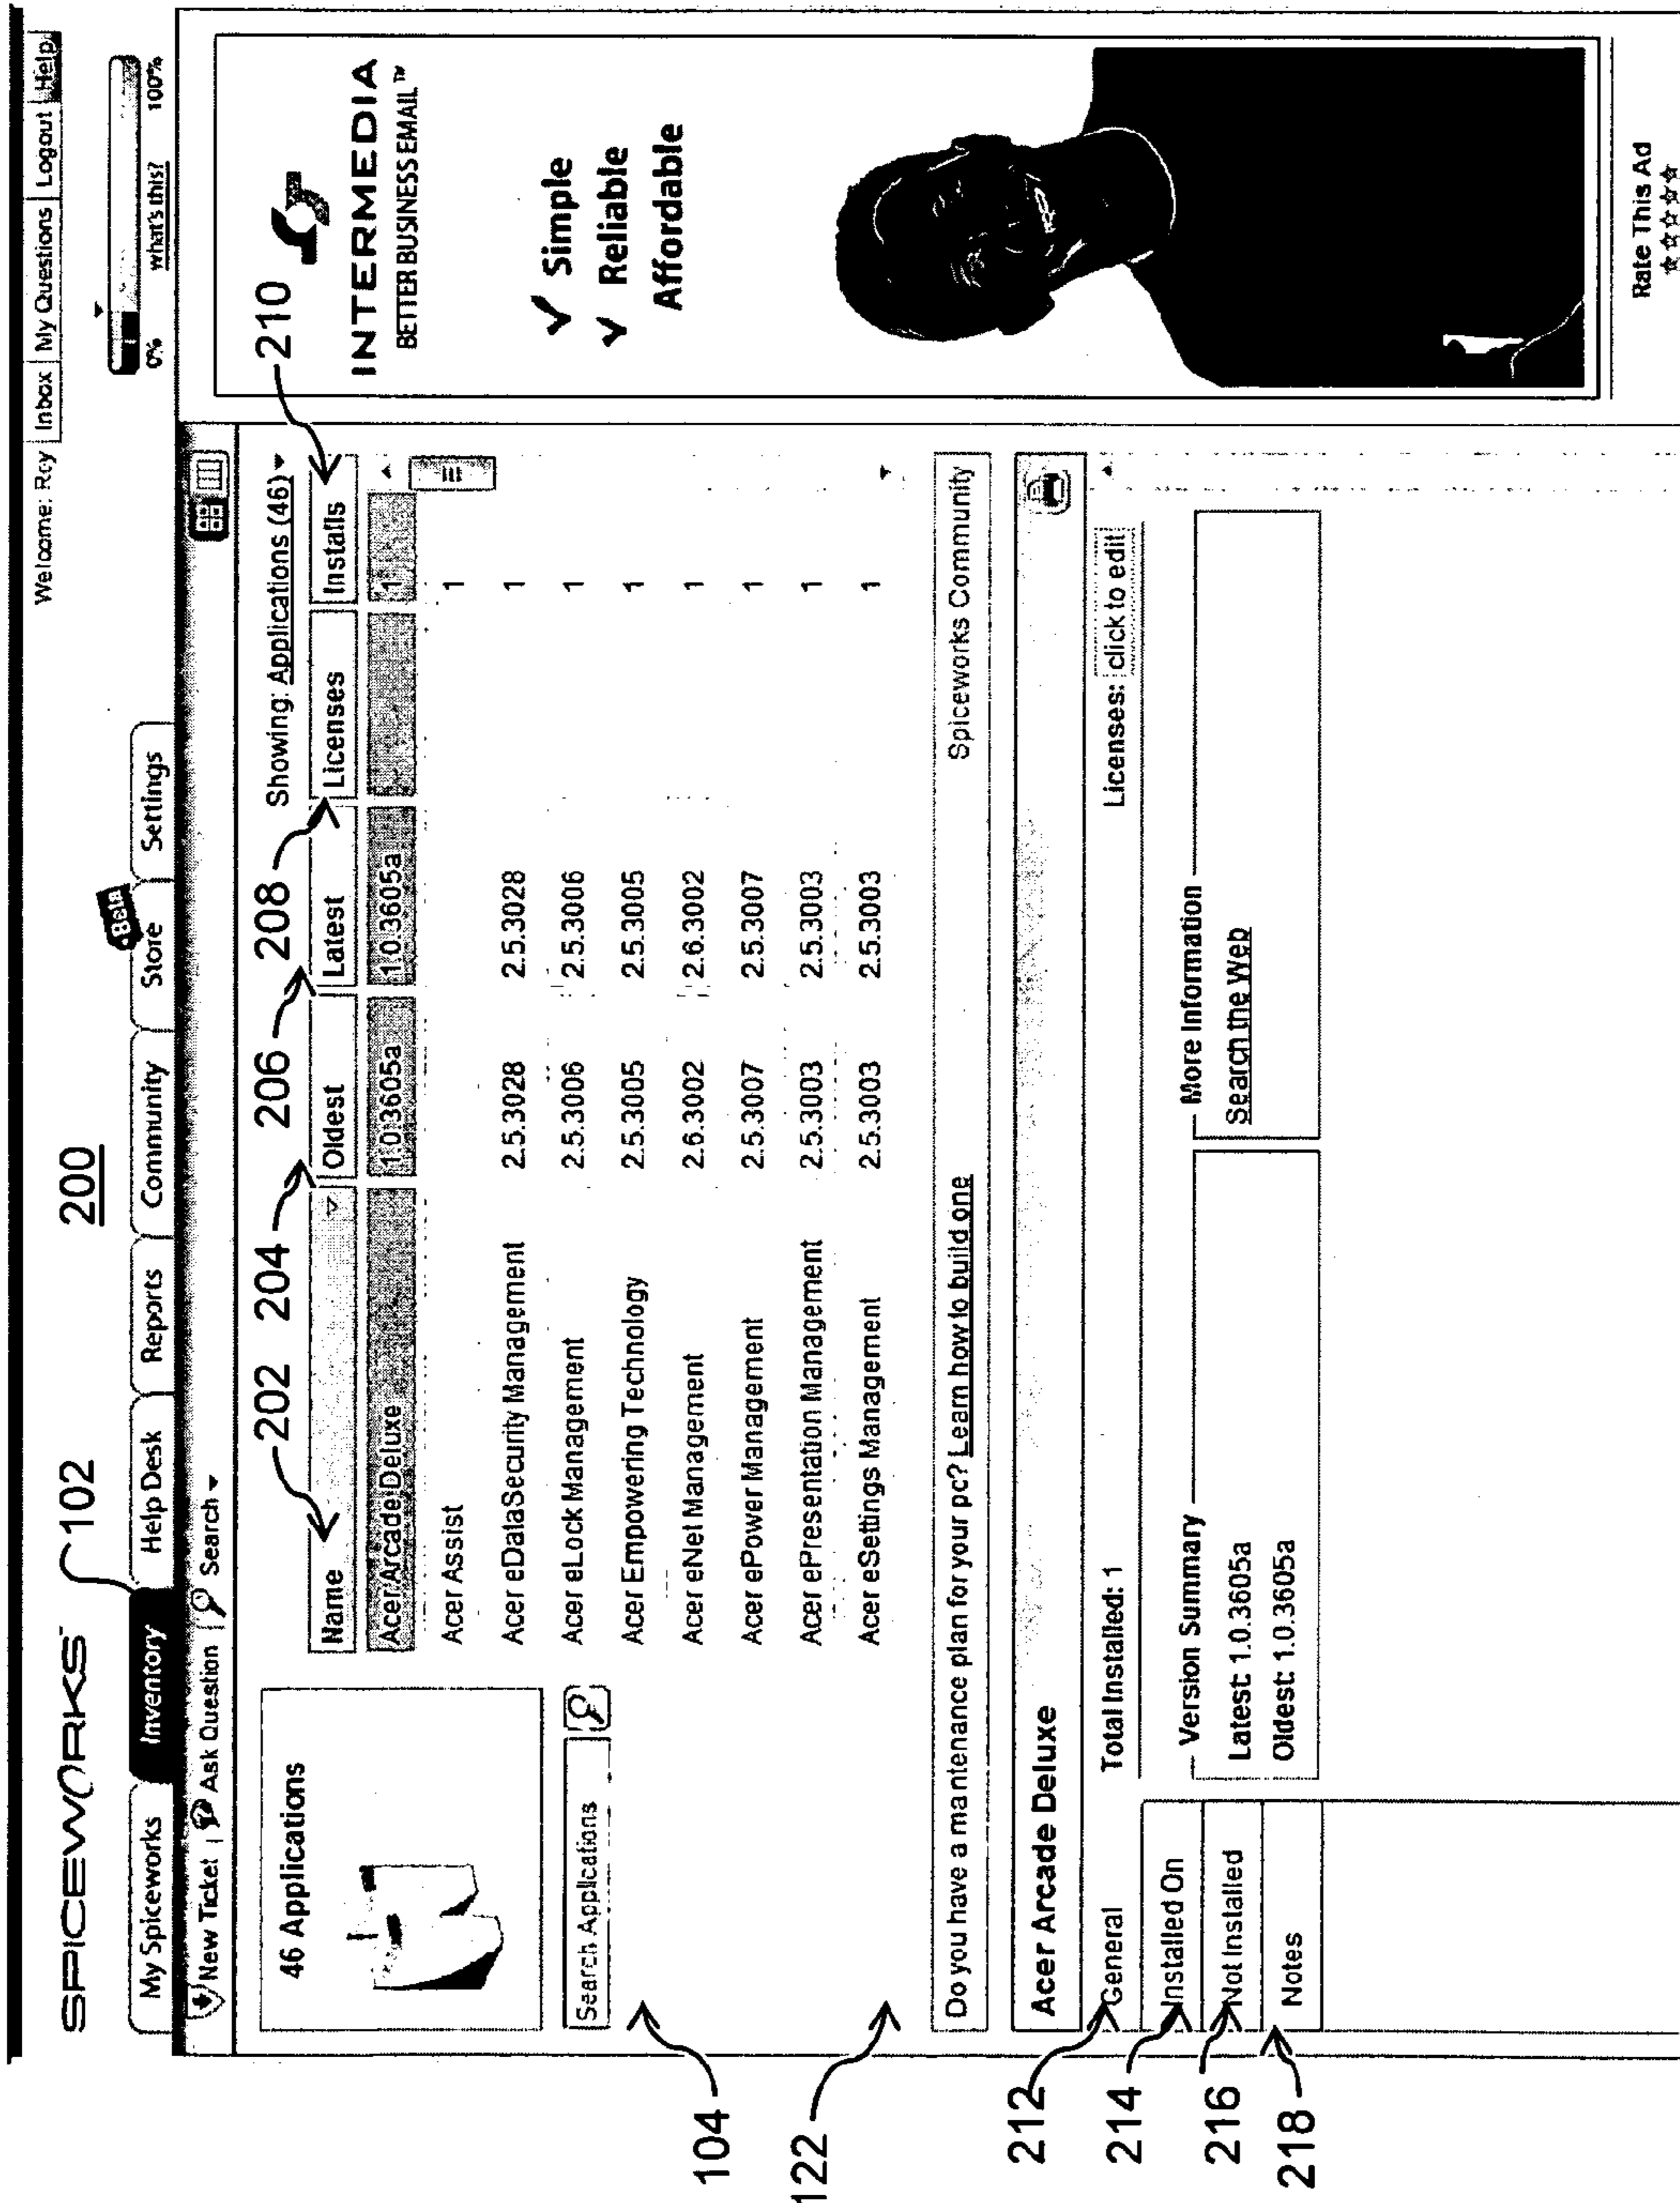 200
102
SPICEWORKS
Welcome: Roy | Inbox | My Questions | Logout | Help
My Spiceworks
Inventory
Help Desk
Reports
Community
Store
Beta
Settings
0% what's this? 100%
New Ticket | Ask Question | Search
202 204 206 208 210
46 Applications
Showing: Applications (46)
Name Oldest Latest Licenses Installs
Acer Arcade Deluxe 1.0.3605a 1.0.3605a 1
Acer Assist 1
Acer eDataSecurity Management 2.5.3028 2.5.3028 1
Acer eLock Management 2.5.3006 2.5.3006 1
Acer Empowering Technology 2.5.3005 2.5.3005 1
Acer eNet Management 2.6.3002 2.6.3002 1
Acer ePower Management 2.5.3007 2.5.3007 1
Acer ePresentation Management 2.5.3003 2.5.3003 1
Acer eSettings Management 2.5.3003 2.5.3003 1
Search Applications
104
122
Do you have a maintenance plan for your pc? Learn how to build one Spiceworks Community
Acer Arcade Deluxe
212
General
214
Installed On
216
Not Installed
218
Notes
Total Installed: 1 Licenses: click to edit
Version Summary
Latest: 1.0.3605a
Oldest: 1.0.3605a
More Information
Search the Web
INTERMEDIA
BETTER BUSINESS EMAIL™
Simple
Reliable
Affordable
Rate This Ad